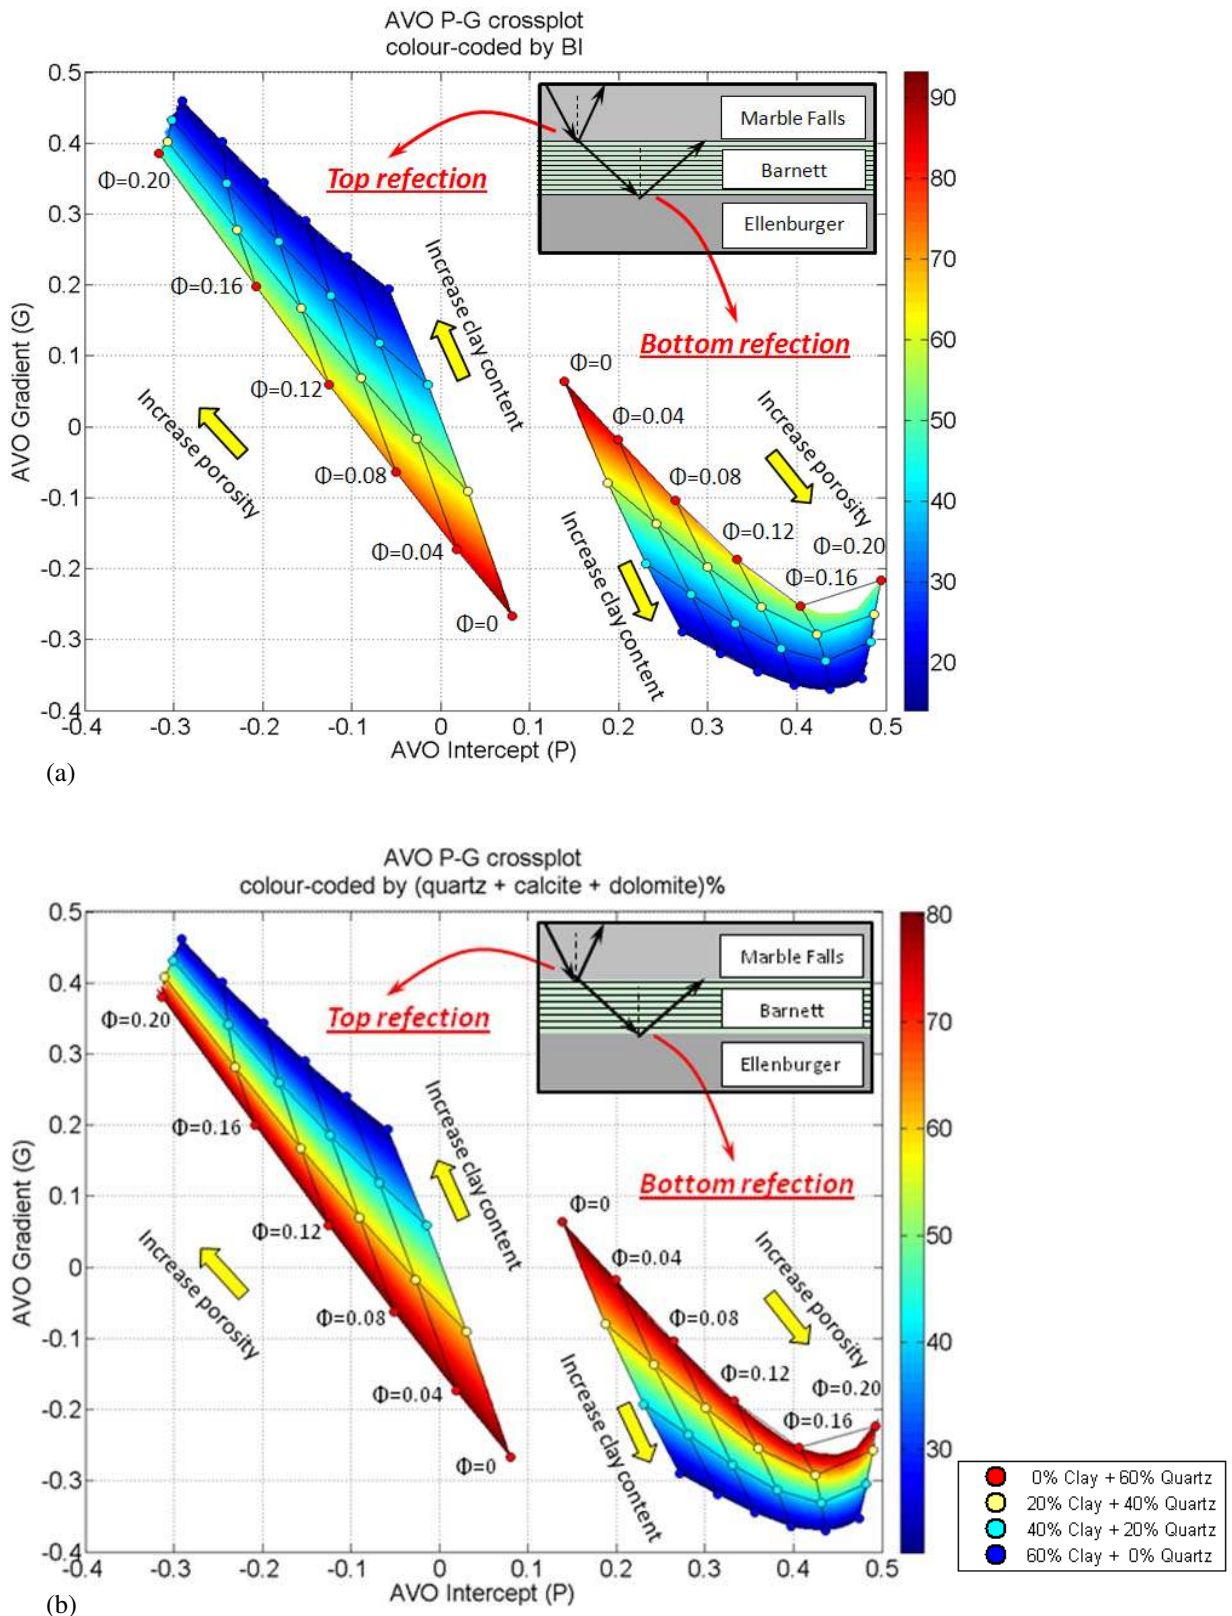 AVO P-G crossplot
colour-coded by BI
0.5
0.4
0.3
0.2
0.1
0
-0.1
-0.2
-0.3
-0.4
AVO Gradient (G)
-0.4
-0.3
-0.2
-0.1
0
0.1
0.2
0.3
0.4
0.5
AVO Intercept (P)
Φ=0.20
Φ=0.16
Φ=0.12
Φ=0.08
Φ=0.04
Φ=0
Top refection
Increase clay content
Increase porosity
Marble Falls
Barnett
Ellenburger
Bottom refection
Φ=0
Φ=0.04
Φ=0.08
Φ=0.12
Φ=0.16
Φ=0.20
Increase porosity
Increase clay content
90
80
70
60
50
40
30
20
(a)
AVO P-G crossplot
colour-coded by (quartz + calcite + dolomite)%
0.5
0.4
0.3
0.2
0.1
0
-0.1
-0.2
-0.3
-0.4
AVO Gradient (G)
-0.4
-0.3
-0.2
-0.1
0
0.1
0.2
0.3
0.4
0.5
AVO Intercept (P)
Φ=0.20
Φ=0.16
Φ=0.12
Φ=0.08
Φ=0.04
Φ=0
Top refection
Increase clay content
Increase porosity
Marble Falls
Barnett
Ellenburger
Bottom refection
Φ=0
Φ=0.04
Φ=0.08
Φ=0.12
Φ=0.16
Φ=0.20
Increase porosity
Increase clay content
80
70
60
50
40
30
0% Clay + 60% Quartz
20% Clay + 40% Quartz
40% Clay + 20% Quartz
60% Clay + 0% Quartz
(b)